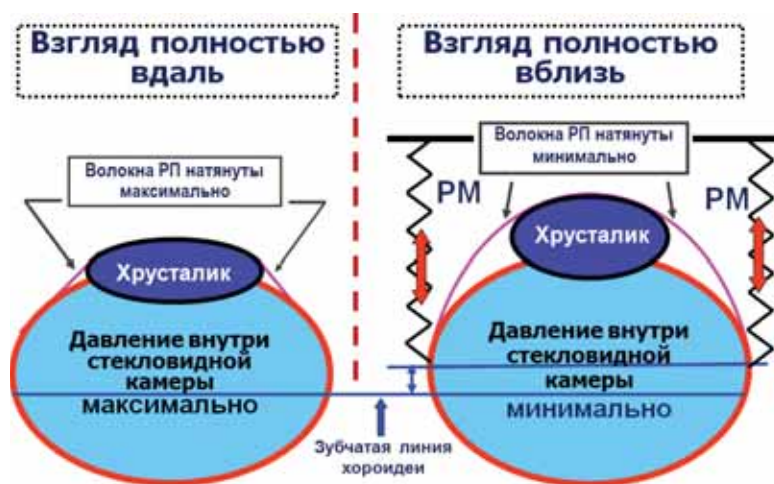 Взгляд полностью
вдаль
Взгляд полностью
вблизь
Волокна РП натянуты
максимально
Волокна РП натянуты
минимально
РМ
РМ
Хрусталик
Хрусталик
Давление внутри
стекловидной
камеры
максимально
Давление внутри
стекловидной
камеры
минимально
Зубчатая линия
хороидеи